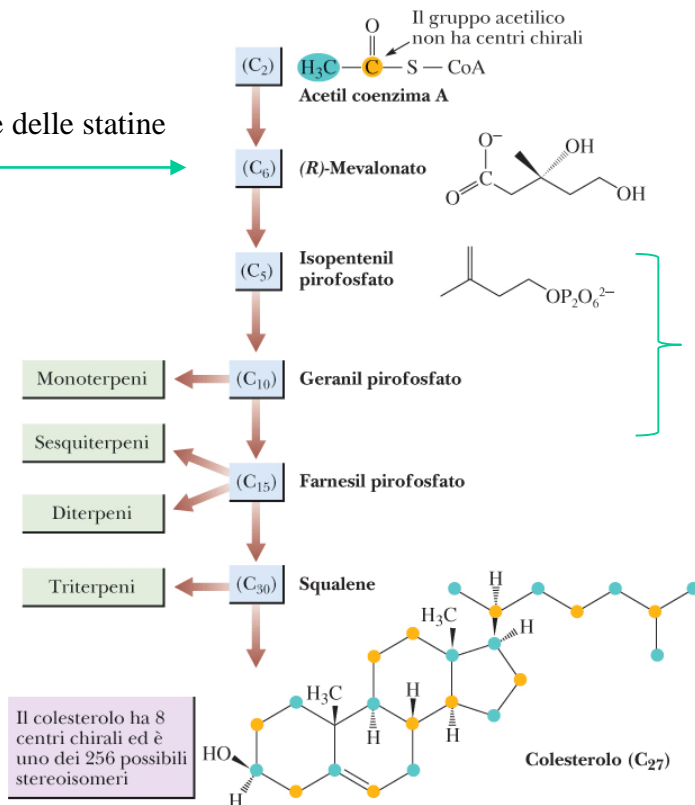 O
Il gruppo acetilico
non ha centri chirali
(C₂)
H₃C—C—S—CoA
Acetil coenzima A
e delle statine
(C₆)
(R)-Mevalonato
O⁻
OH
O
C
OH
(C₅)
Isopentenil
pirofosfato
OP₂O₆²⁻
Monoterpeni
(C₁₀)
Geranil pirofosfato
Sesquiterpeni
(C₁₅)
Farnesil pirofosfato
Diterpeni
Triterpeni
(C₃₀)
Squalene
H
H₃C
H
H₃C
H
H
H
HO
H
Il colesterolo ha 8
centri chirali ed è
uno dei 256 possibili
stereoisomeri
Colesterolo (C₂₇)